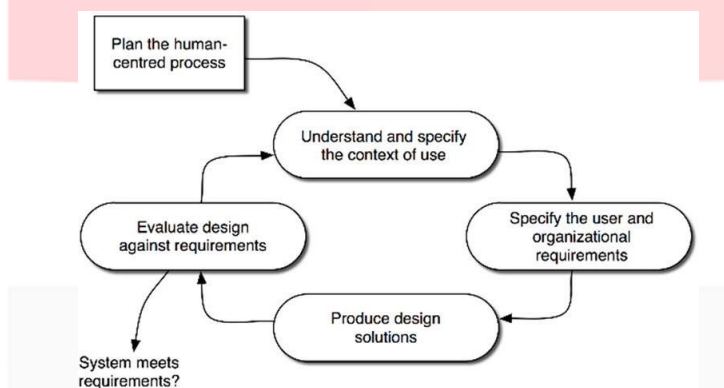 Plan the human-
centred process
Understand and specify
the context of use
Specify the user and
organizational
requirements
Produce design
solutions
Evaluate design
against requirements
System meets
requirements?